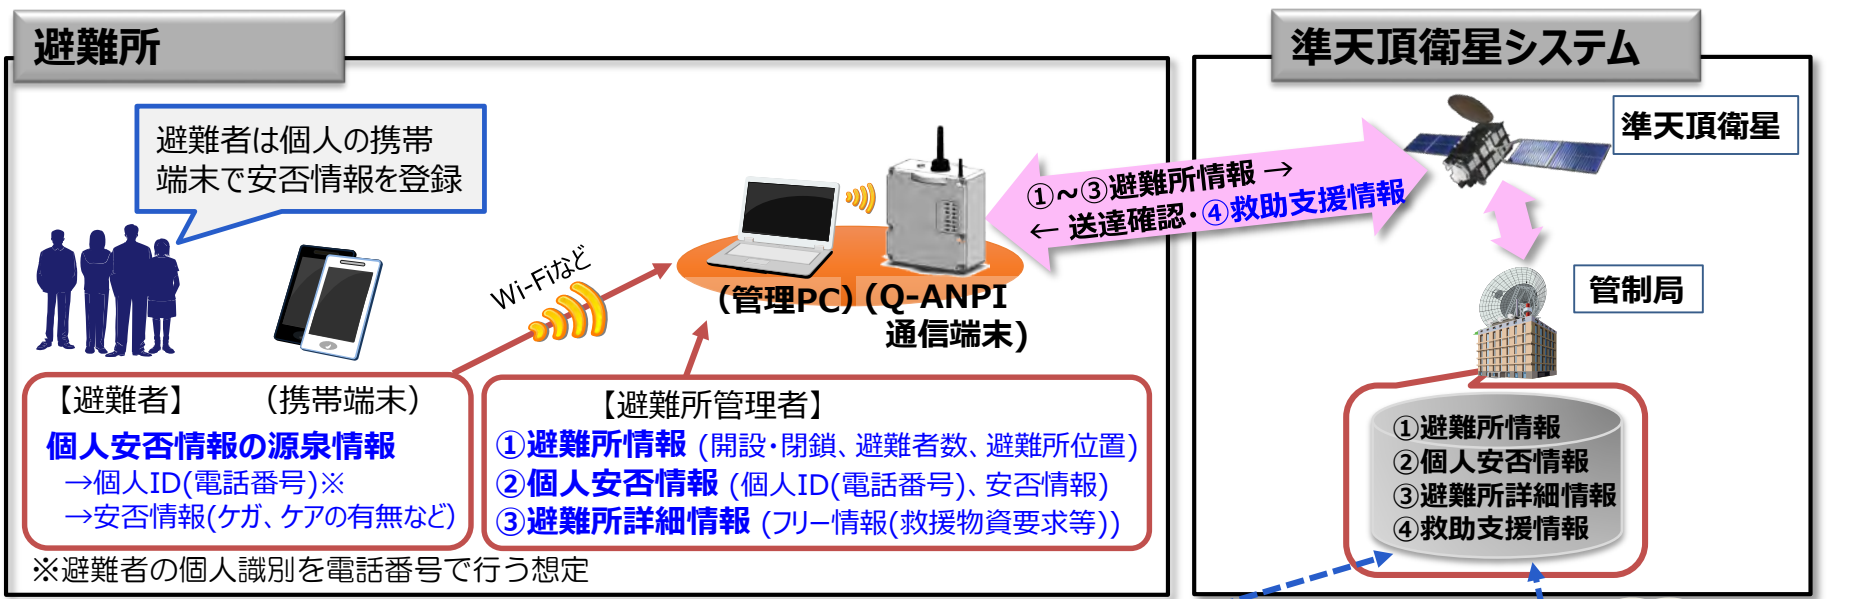 避難所
避難者は個人の携帯
端末で安否情報を登録
Wi-Fiなど
(管理PC)
(Q-ANPI
通信端末)
【避難者】 (携帯端末)
個人安否情報の源泉情報
→個人ID(電話番号)※
→安否情報(ケガ、ケアの有無など)
【避難所管理者】
①避難所情報 (開設・閉鎖、避難者数、避難所位置)
②個人安否情報 (個人ID(電話番号)、安否情報)
③避難所詳細情報 (フリー情報(救援物資要求等))
※避難者の個人識別を電話番号で行う想定
①~③避難所情報 →
← 送達確認・④救助支援情報
準天頂衛星システム
準天頂衛星
管制局
①避難所情報
②個人安否情報
③避難所詳細情報
④救助支援情報